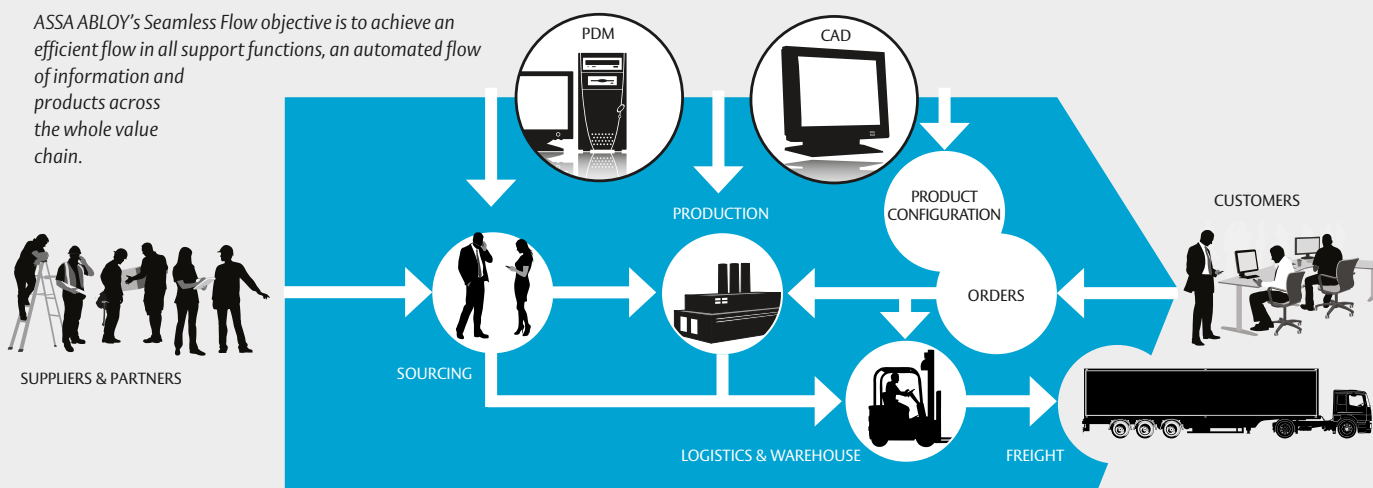 ASSA ABLOY’s Seamless Flow objective is to achieve an
efficient flow in all support functions, an automated flow
of information and
products across
the whole value
chain.
PDM
CAD
PRODUCT
CONFIGURATION
PRODUCTION
CUSTOMERS
ORDERS
SUPPLIERS & PARTNERS
SOURCING
LOGISTICS & WAREHOUSE
FREIGHT